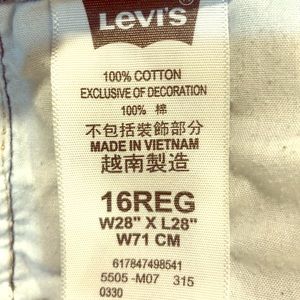 LEVI'S
100% COTTON
EXCLUSIVE OF DECORATION
100% 棉
不包括裝飾部分
MADE IN VIETNAM
越南製造
16REG
W28" X L28"
W71 CM
617847498541
5505 -M07 315
0330